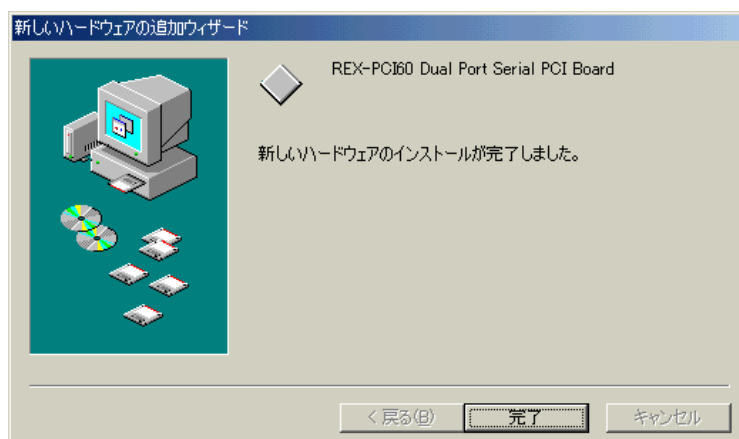 新しいハードウェアの追加ウィザード
REX-PCI60 Dual Port Serial PCI Board
新しいハードウェアのインストールが完了しました。
< 戻る(B)
完了
キャンセル